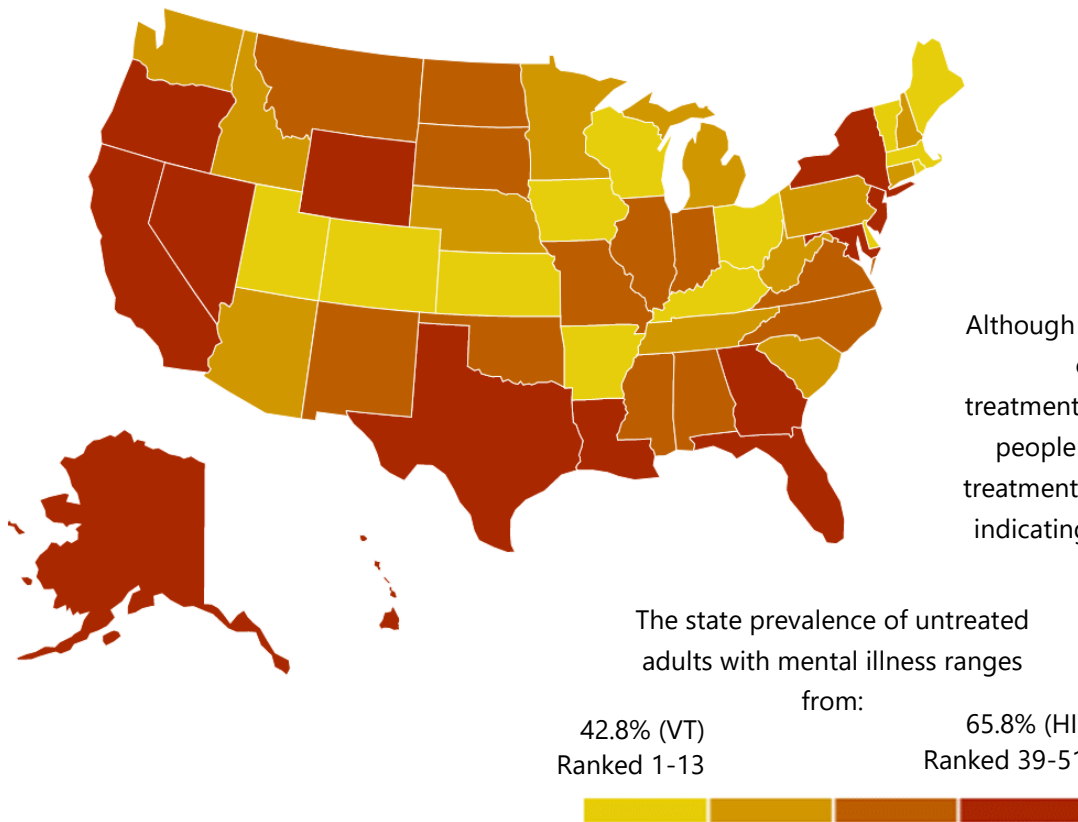 Although
treatment
people
treatment
indicating
The state prevalence of untreated
adults with mental illness ranges
from:
42.8% (VT)
Ranked 1-13
65.8% (HI
Ranked 39-51